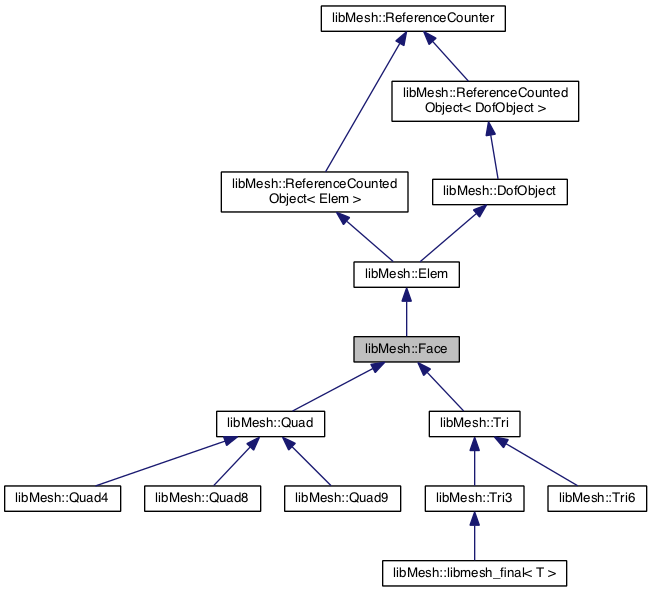 libMesh::ReferenceCounter
libMesh::ReferenceCounted
Object< DofObject >
libMesh::ReferenceCounted
Object< Elem >
libMesh::DofObject
libMesh::Elem
libMesh::Face
libMesh::Quad
libMesh::Tri
libMesh::Quad4
libMesh::Quad8
libMesh::Quad9
libMesh::Tri3
libMesh::Tri6
libMesh::libmesh_final< T >